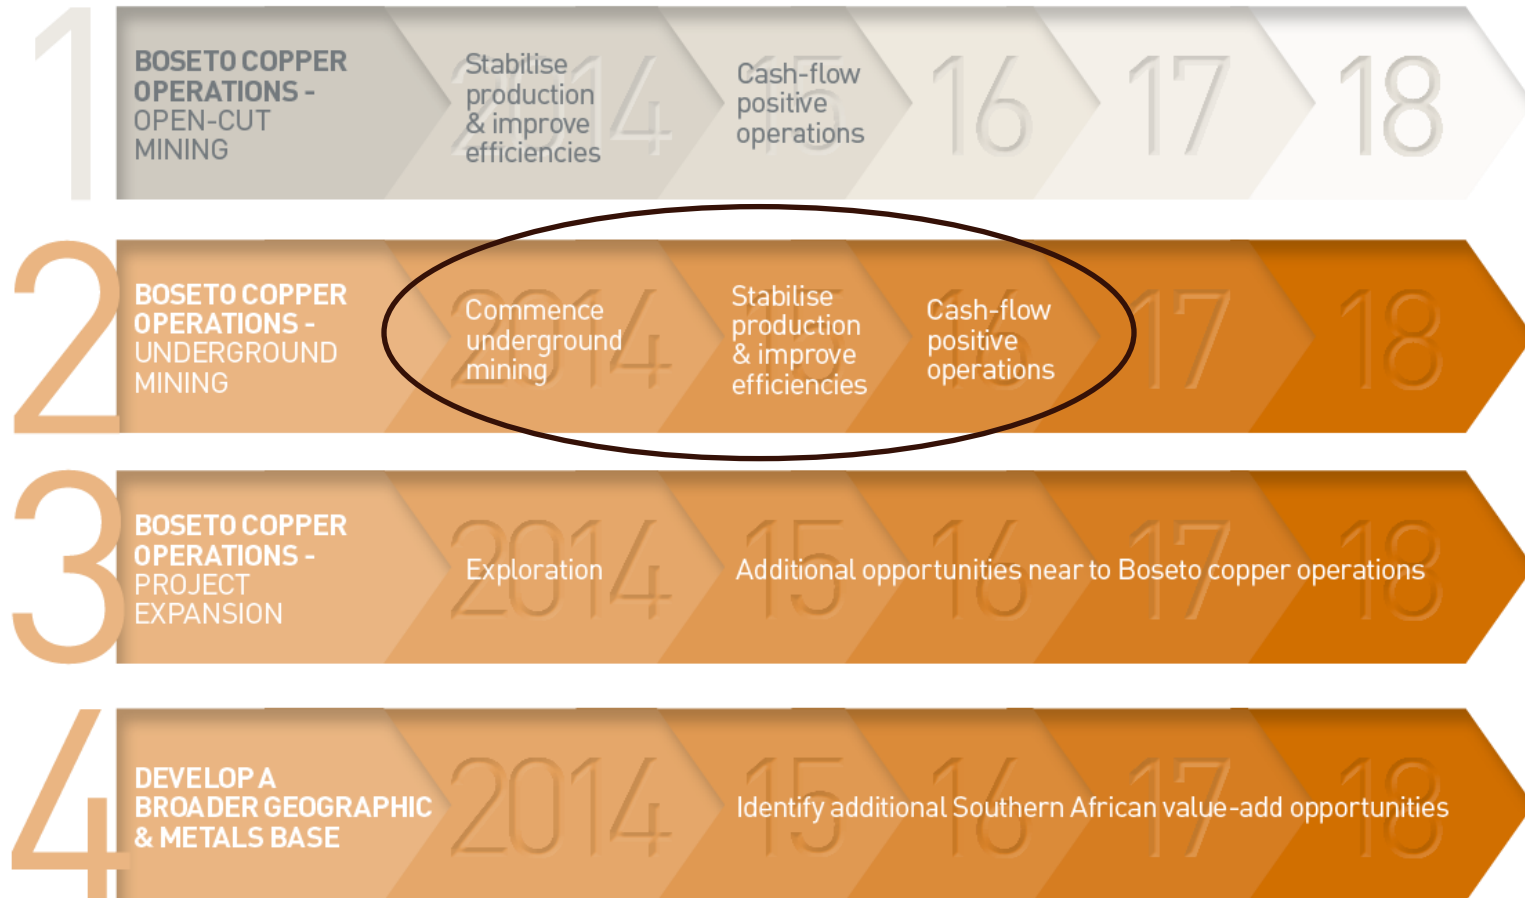 1
BOSETO COPPER
OPERATIONS -
OPEN-CUT
MINING
2014
Stabilise
production
& improve
efficiencies
15
Cash-flow
positive
operations
16
17
18
2
BOSETO COPPER
OPERATIONS -
UNDERGROUND
MINING
2014
Commence
underground
mining
15
Stabilise
production
& improve
efficiencies
16
Cash-flow
positive
operations
17
18
3
BOSETO COPPER
OPERATIONS -
PROJECT
EXPANSION
2014
Exploration
15
16
17
18
Additional opportunities near to Boseto copper operations
4
DEVELOP A
BROADER GEOGRAPHIC
& METALS BASE
2014
15
16
17
18
Identify additional Southern African value-add opportunities